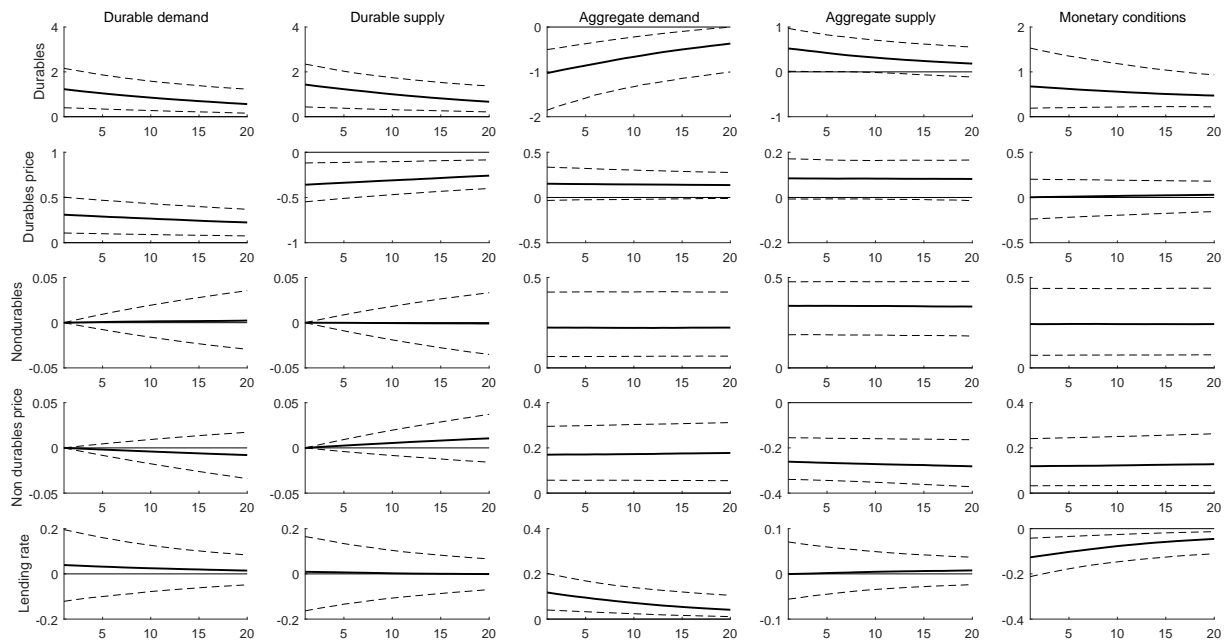 Durable demand Durable supply Aggregate demand Aggregate supply Monetary conditions
Durables
4 2 0 5 10 15 20
4 2 0 5 10 15 20
0 -1 -2 5 10 15 20
1 0 -1 5 10 15 20
2 1 0 5 10 15 20
Durables price
1 0.5 0 5 10 15 20
0 -0.5 -1 5 10 15 20
0.5 0 -0.5 5 10 15 20
0.2 0 -0.2 5 10 15 20
0.5 0 -0.5 5 10 15 20
Nondurables
0.05 0 -0.05 5 10 15 20
0.05 0 -0.05 5 10 15 20
0.5 0 5 10 15 20
0.5 0 5 10 15 20
0.5 0 5 10 15 20
Non durables price
0.05 0 -0.05 5 10 15 20
0.05 0 -0.05 5 10 15 20
0.4 0.2 0 5 10 15 20
0 -0.2 -0.4 5 10 15 20
0.4 0.2 0 5 10 15 20
Lending rate
0.2 0 -0.2 5 10 15 20
0.2 0 -0.2 5 10 15 20
0.4 0.2 0 5 10 15 20
0.1 0 -0.1 5 10 15 20
0 -0.2 -0.4 5 10 15 20